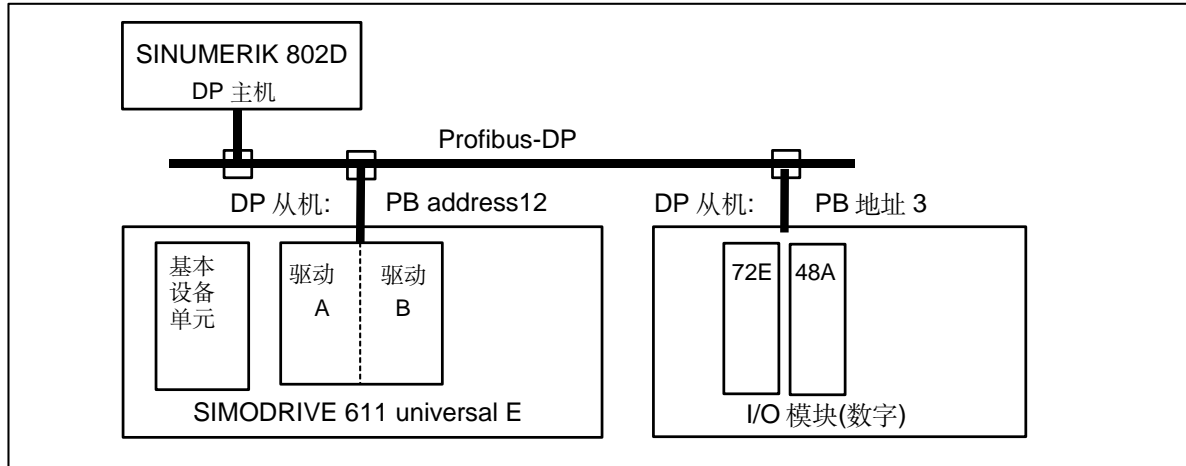 SINUMERIK 802D
DP 主机
Profibus-DP
DP 从机:
PB address12
DP 从机:
PB 地址 3
基本
设备
单元
驱动
A
驱动
B
72E
48A
SIMODRIVE 611 universal E
I/O 模块(数字)